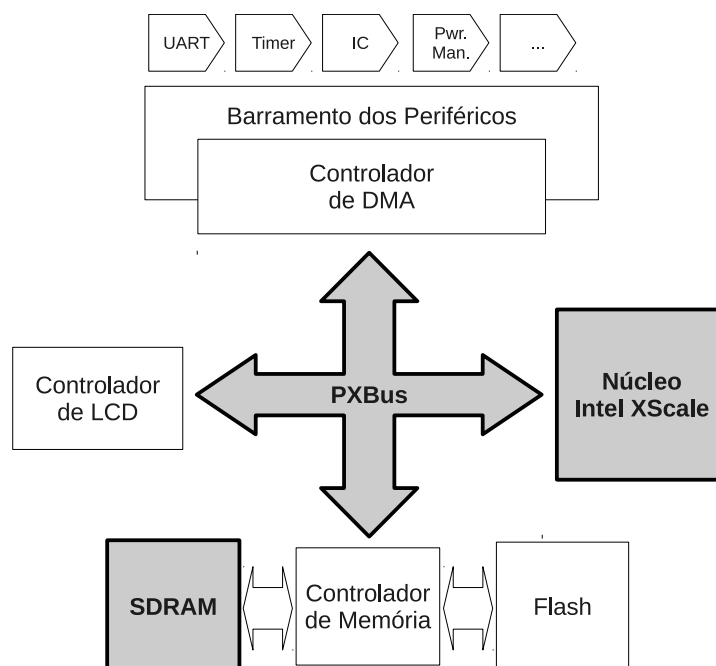 UART
Timer
IC
Pwr.
Man.
...
Barramento dos Periféricos
Controlador
de DMA
Controlador
de LCD
PXBus
Núcleo
Intel XScale
SDRAM
Controlador
de Memória
Flash